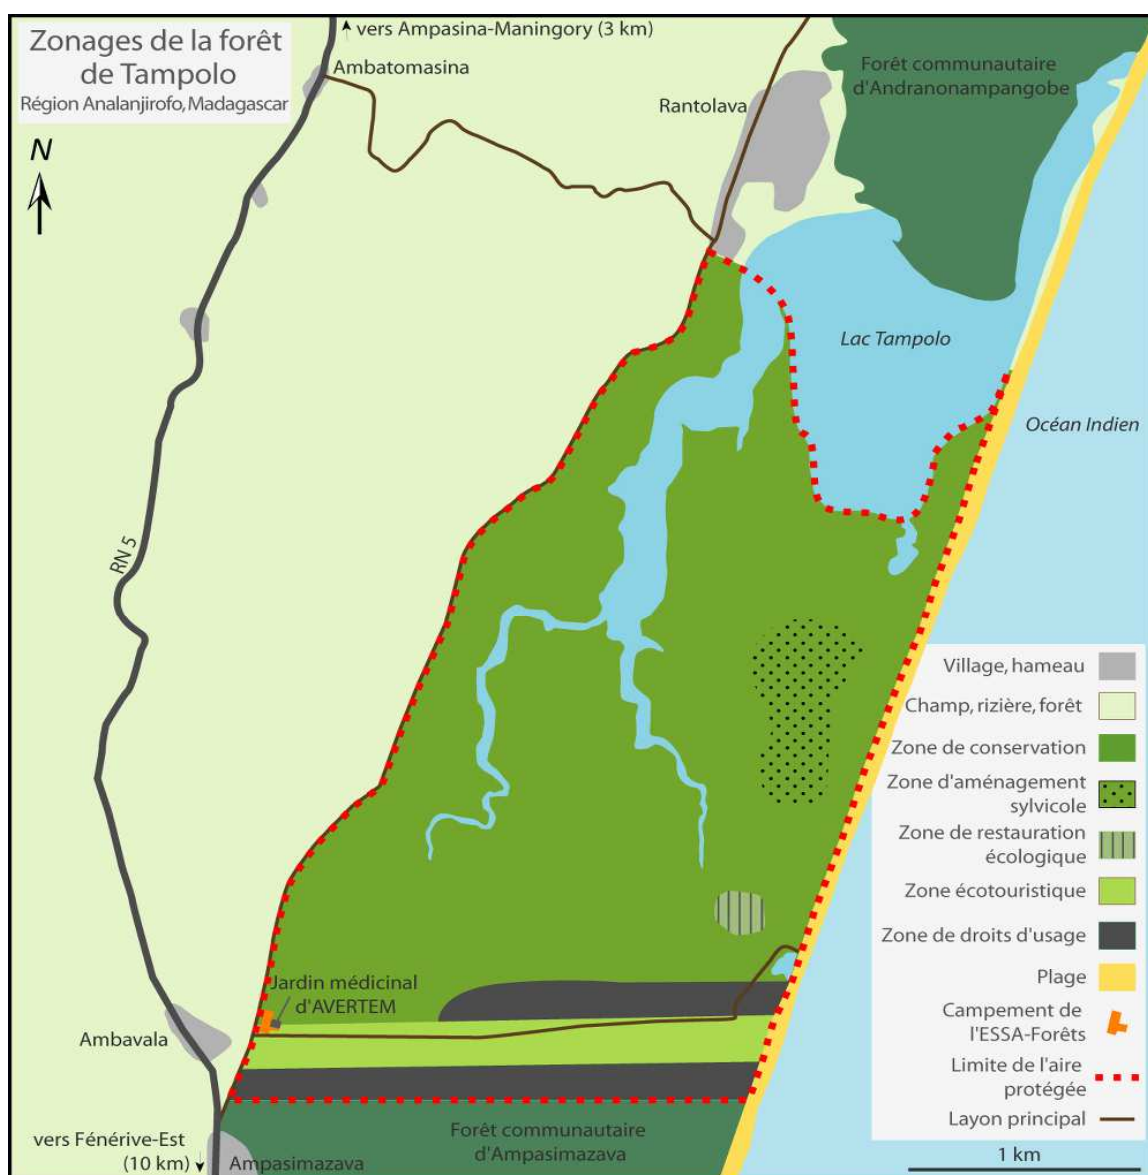 Zonages de la forêt
de Tampolo
Région Analanjirofo, Madagascar
N
vers Ampasina-Maningory (3 km)
Ambatomasina
Rantolava
Forêt communautaire
d'Andranonampangobe
Lac Tampolo
Océan Indien
RN 5
Jardin médicinal
d'AVERTEM
Ambavala
vers Fénérive-Est
(10 km)
Ampasimazava
Forêt communautaire
d'Ampasimazava
Village, hameau
Champ, rizière, forêt
Zone de conservation
Zone d'aménagement
sylvicole
Zone de restauration
écologique
Zone écotouristique
Zone de droits d'usage
Plage
Campement de
l'ESSA-Forêts
Limite de l'aire
protégée
Layon principal
1 km